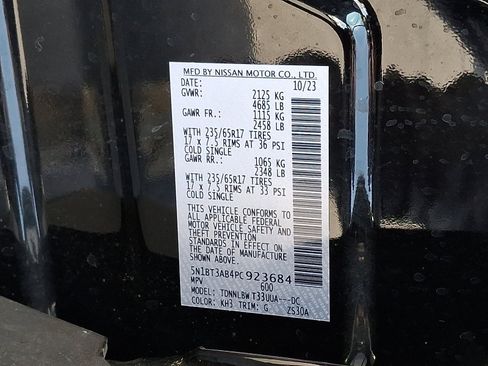 MFD BY NISSAN MOTOR CO., LTD.
DATE: 10/23
GVWR: 2125 KG
4685 LB
GAWR FR.: 1115 KG
2458 LB
WITH 235/65R17 TIRES
17 x 7.5 RIMS AT 36 PSI
COLD SINGLE
GAWR RR.: 1065 KG
2348 LB
WITH 235/65R17 TIRES
17 x 7.5 RIMS AT 33 PSI
COLD SINGLE
THIS VEHICLE CONFORMS TO
ALL APPLICABLE FEDERAL
MOTOR VEHICLE SAFETY AND
THEFT PREVENTION
STANDARDS IN EFFECT ON
THE DATE OF MANUFACTURE
SHOWN ABOVE.
5N1BT3AB4PC923684
MPV 600
MODEL: TDNNLBW T33UUA---DC
COLOR: KH3 TRIM: G ZS30A